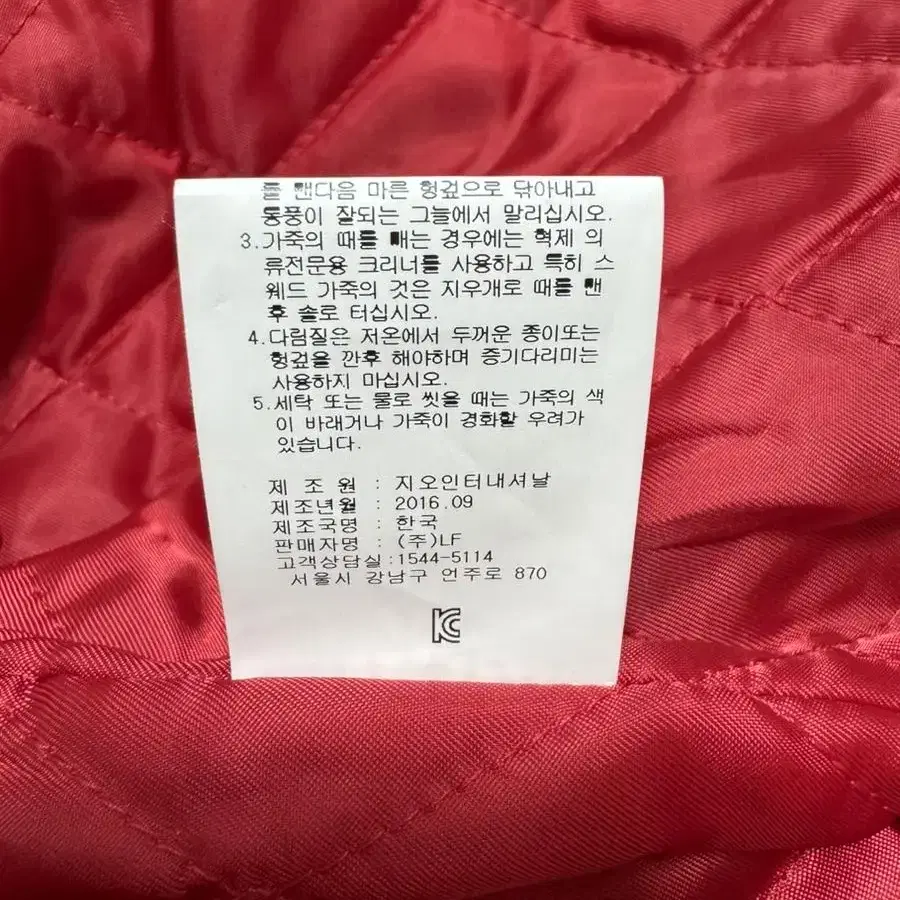 를 뺀다음 마른 헝겊으로 닦아내고
통풍이 잘되는 그늘에서 말리십시오.
3.가죽의 때를 빼는 경우에는 혁제 의
류전문용 크리너를 사용하고 특히 스
웨드 가죽의 것은 지우개로 때를 뺀
후 솔로 터십시오.
4.다림질은 저온에서 두꺼운 종이또는
헝겊을 깐후 해야하며 증기다리미는
사용하지 마십시오.
5.세탁 또는 물로 씻을 때는 가죽의 색
이 바래거나 가죽이 경화할 우려가
있습니다.
제 조 원 : 지오인터내셔날
제조년월 : 2016.09
제조국명 : 한국
판매자명 : (주)LF
고객상담실:1544-5114
서울시 강남구 언주로 870
KC